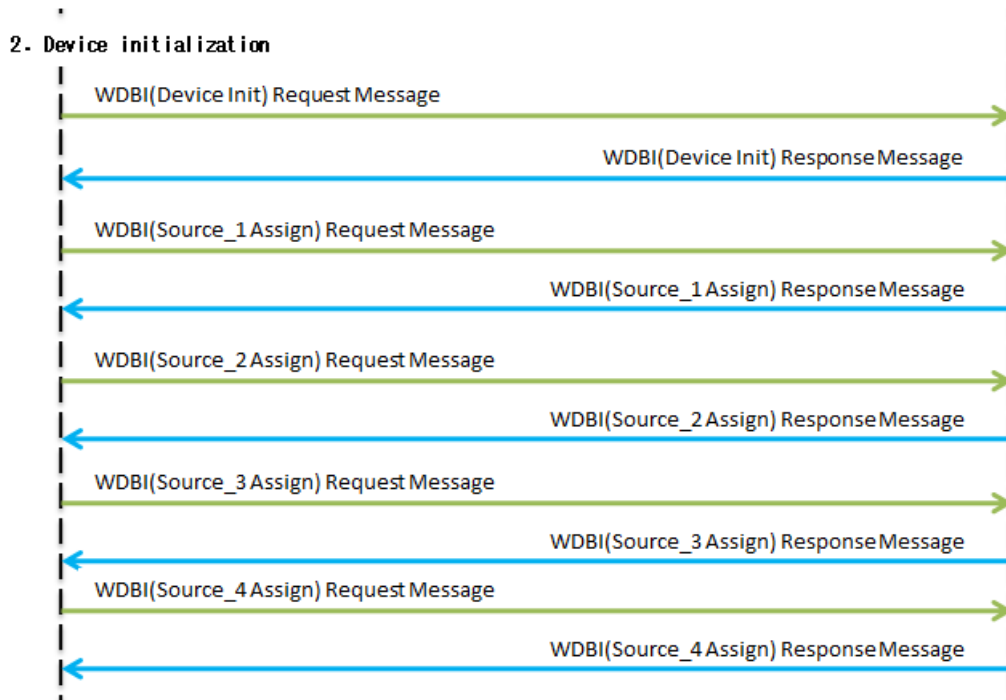 2. Device initialization
WDBI(Device Init) Request Message
WDBI(Device Init) Response Message
WDBI(Source_1 Assign) Request Message
WDBI(Source_1 Assign) Response Message
WDBI(Source_2 Assign) Request Message
WDBI(Source_2 Assign) Response Message
WDBI(Source_3 Assign) Request Message
WDBI(Source_3 Assign) Response Message
WDBI(Source_4 Assign) Request Message
WDBI(Source_4 Assign) Response Message